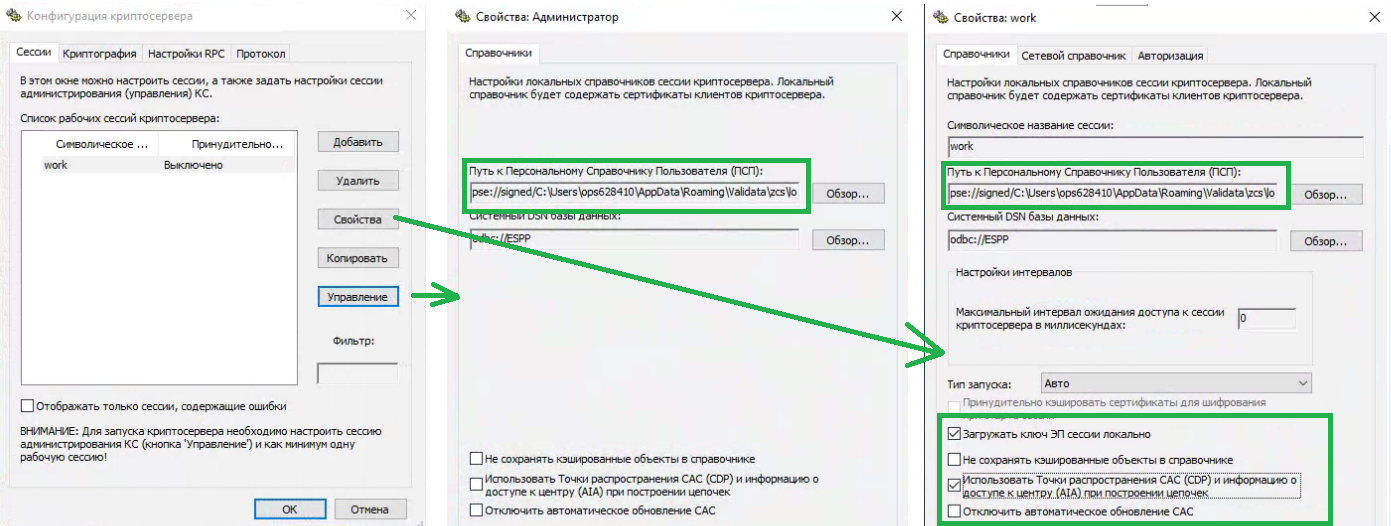 Конфигурация криптосервера
Сессии Криптография Настройки RPC Протокол
В этом окне можно настроить сессии, а также задать настройки сессии
администрирования (управления) КС.
Список рабочих сессий криптосервера:
Символическое ... Принудительно...
work Выключено
Добавить
Удалить
Свойства
Копировать
Управление
Фильтр:
Отображать только сессии, содержащие ошибки
ВНИМАНИЕ: Для запуска криптосервера необходимо настроить сессию
администрирования КС (кнопка 'Управление') и как минимум одну
рабочую сессию!
ОК Отмена
Свойства: Администратор
Справочники
Настройки локальных справочников сессии криптосервера. Локальный
справочник будет содержать сертификаты клиентов криптосервера.
Путь к Персональному Справочнику Пользователя (ПСП):
pse://signed/C:\Users\ops628410\AppData\Roaming\Validata\zcs\lo Обзор...
Системный DSN базы данных:
odbc://ESPP Обзор...
Не сохранять кэшированные объекты в справочнике
Использовать Точки распространения САС (CDP) и информацию о
доступе к центру (AIA) при построении цепочек
Отключить автоматическое обновление САС
Свойства: work
Справочники Сетевой справочник Авторизация
Настройки локальных справочников сессии криптосервера. Локальный
справочник будет содержать сертификаты клиентов криптосервера.
Символическое название сессии:
work
Путь к Персональному Справочнику Пользователя (ПСП):
pse://signed/C:\Users\ops628410\AppData\Roaming\Validata\zcs\lo Обзор...
Системный DSN базы данных:
odbc://ESPP Обзор...
Настройки интервалов
Максимальный интервал ожидания доступа к сессии
криптосервера в миллисекундах:
0
Тип запуска: Авто
Принудительно кэшировать сертификаты для шифрования
Загружать ключ ЭП сессии локально
Не сохранять кэшированные объекты в справочнике
Использовать Точки распространения САС (CDP) и информацию о
доступе к центру (AIA) при построении цепочек
Отключить автоматическое обновление САС